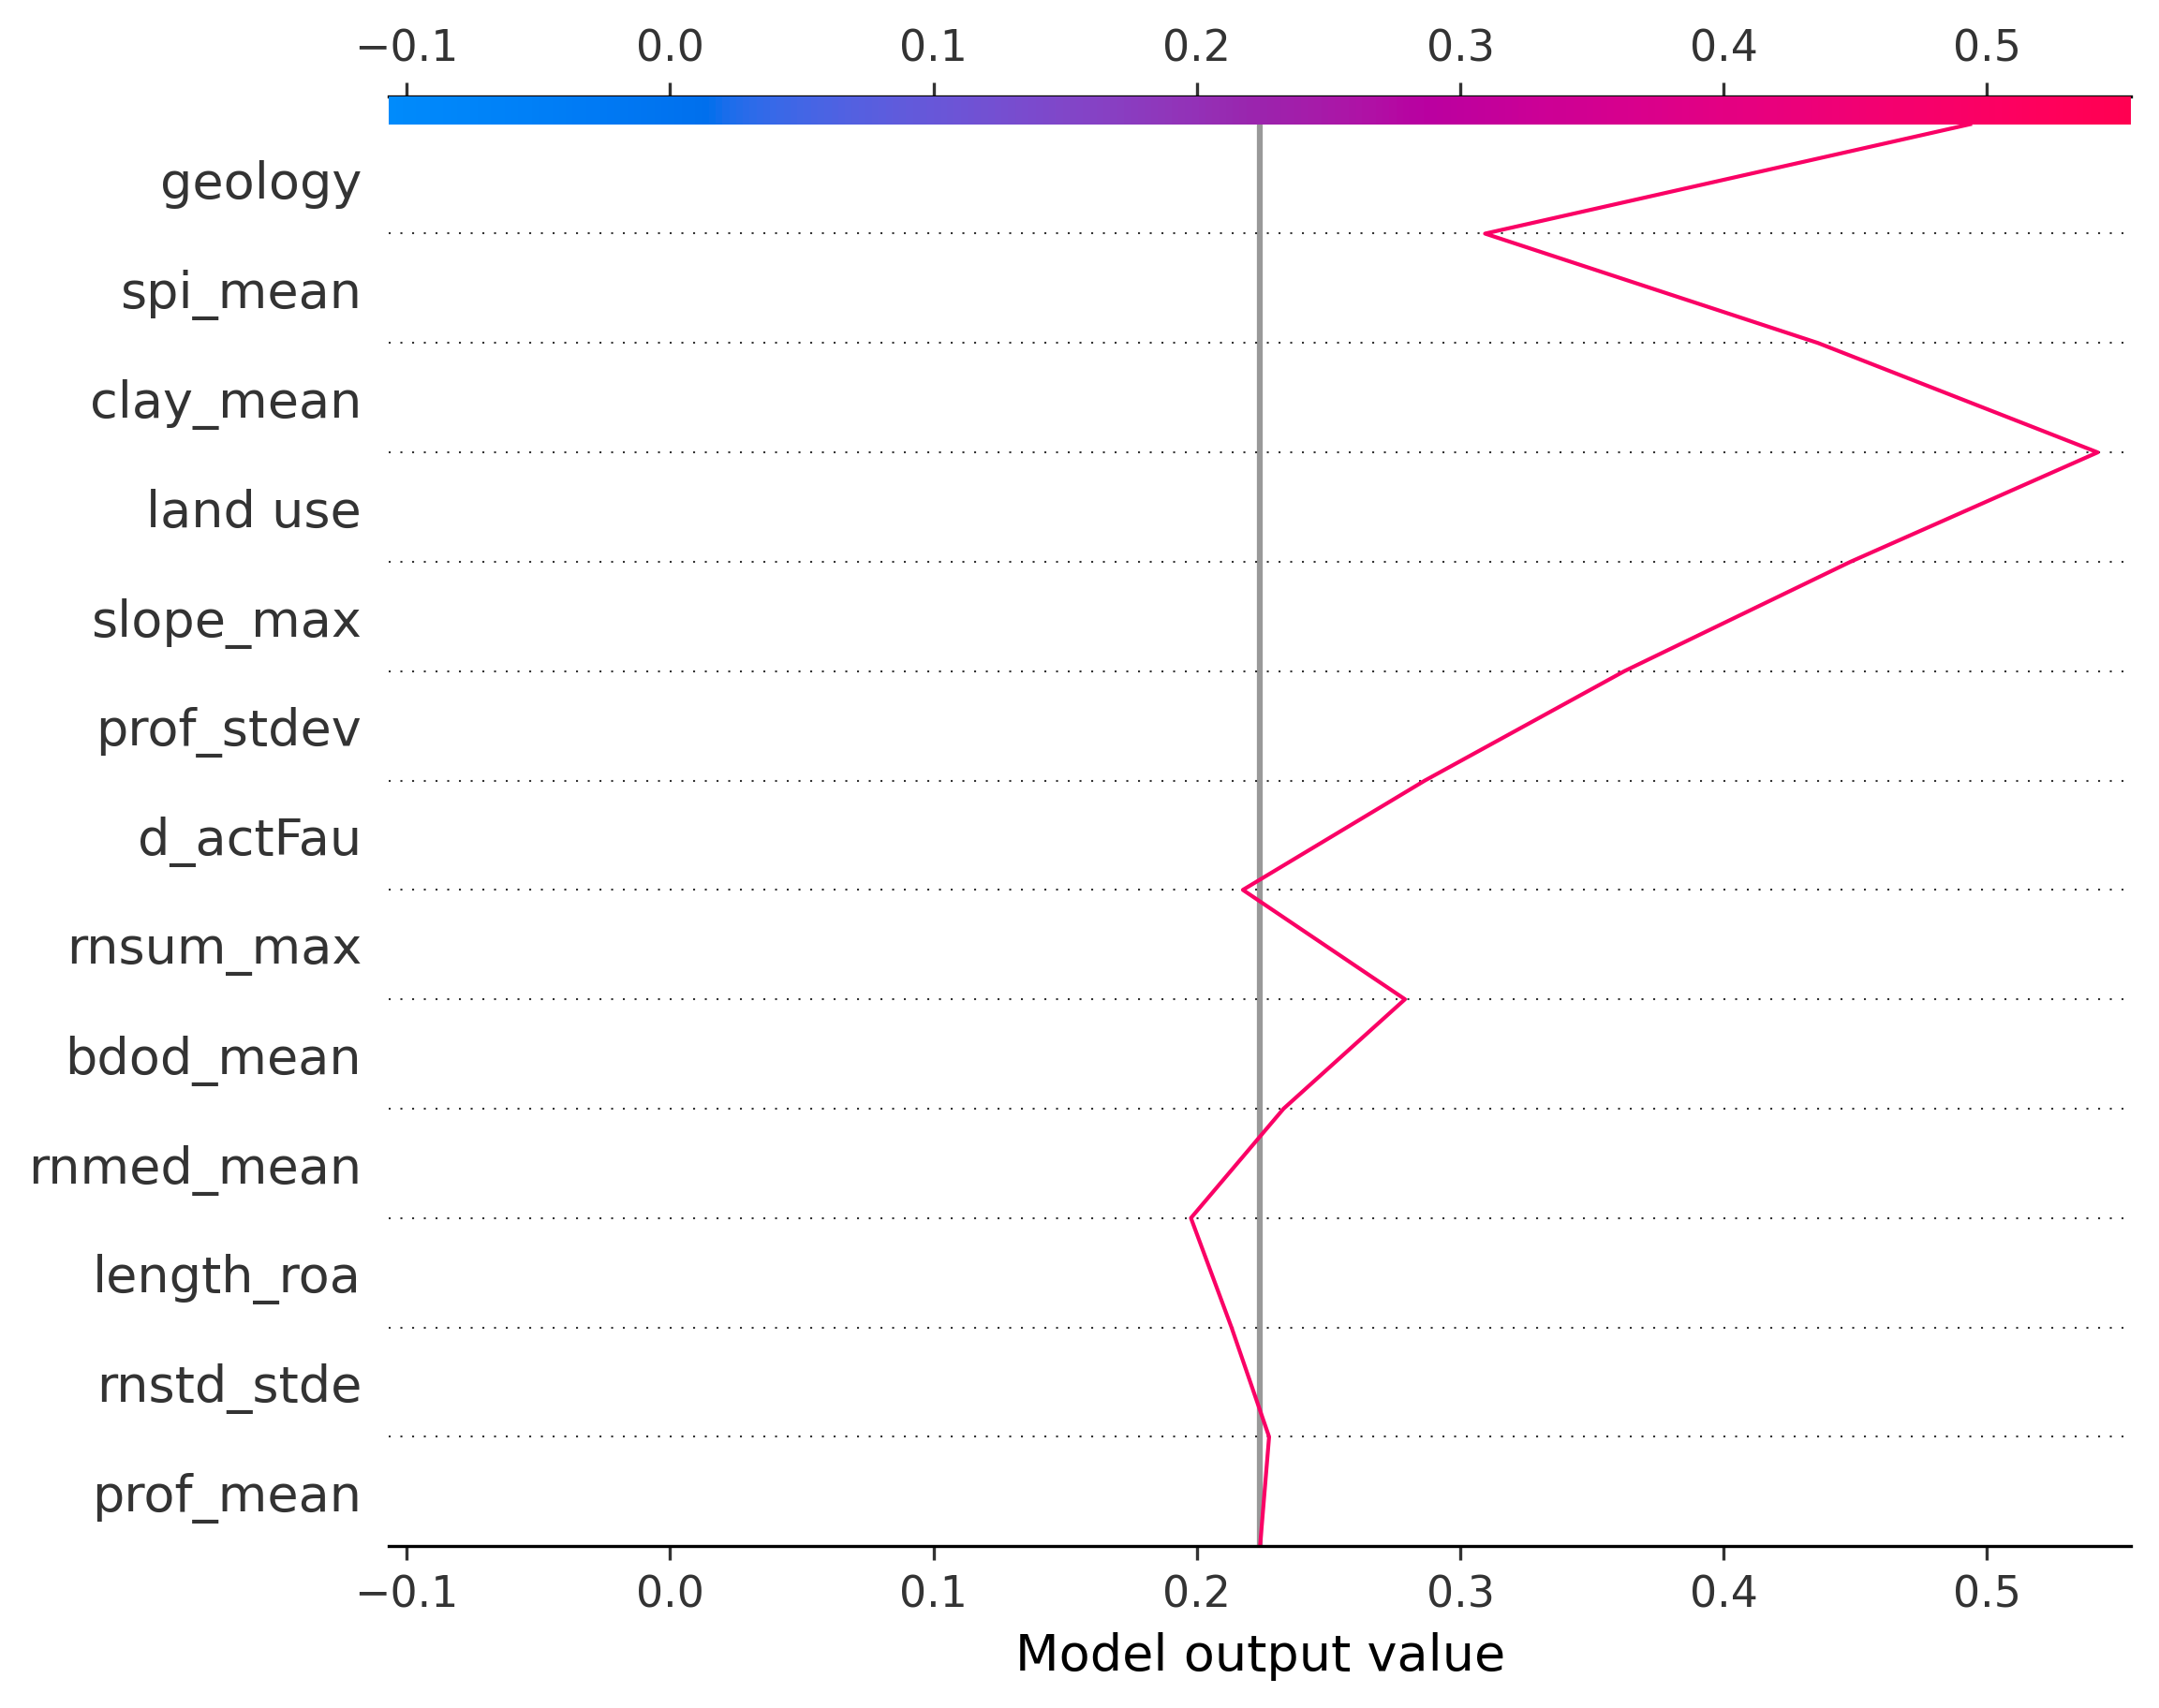 −0.1 0.0 0.1 0.2 0.3 0.4 0.5
geology
spi_mean
clay_mean
land use
slope_max
prof_stdev
d_actFau
rnsum_max
bdod_mean
rnmed_mean
length_roa
rnstd_stde
prof_mean
−0.1 0.0 0.1 0.2 0.3 0.4 0.5
Model output value